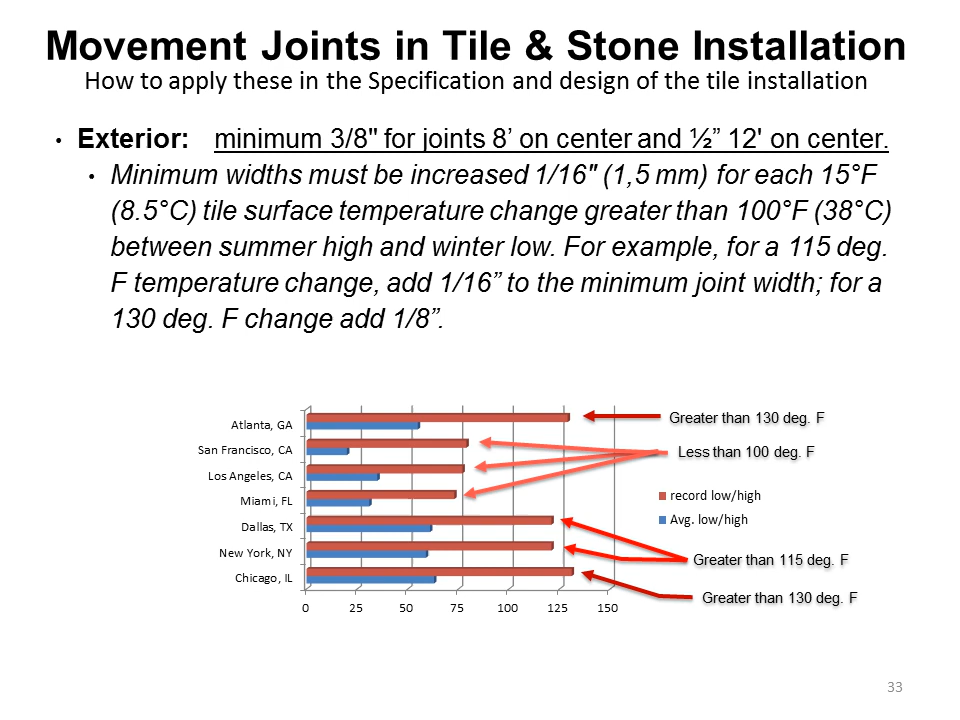 Movement Joints in Tile & Stone Installation
How to apply these in the Specification and design of the tile installation
• Exterior: minimum 3/8" for joints 8’ on center and ½” 12' on center.
• Minimum widths must be increased 1/16" (1,5 mm) for each 15°F
(8.5°C) tile surface temperature change greater than 100°F (38°C)
between summer high and winter low. For example, for a 115 deg.
F temperature change, add 1/16” to the minimum joint width; for a
130 deg. F change add 1/8”.
Atlanta, GA
Greater than 130 deg. F
San Francisco, CA
Less than 100 deg. F
Los Angeles, CA
Miami, FL
record low/high
Dallas, TX
Avg. low/high
New York, NY
Greater than 115 deg. F
Chicago, IL
Greater than 130 deg. F
0 25 50 75 100 125 150
33